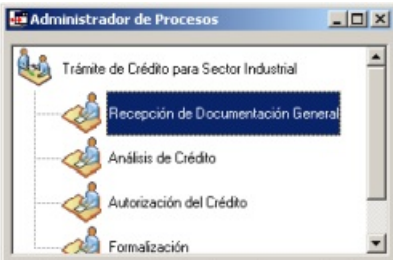 Administrador de Procesos
Trámite de Crédito para Sector Industrial
Recepción de Documentación General
Análisis de Crédito
Autorización del Crédito
Formalización